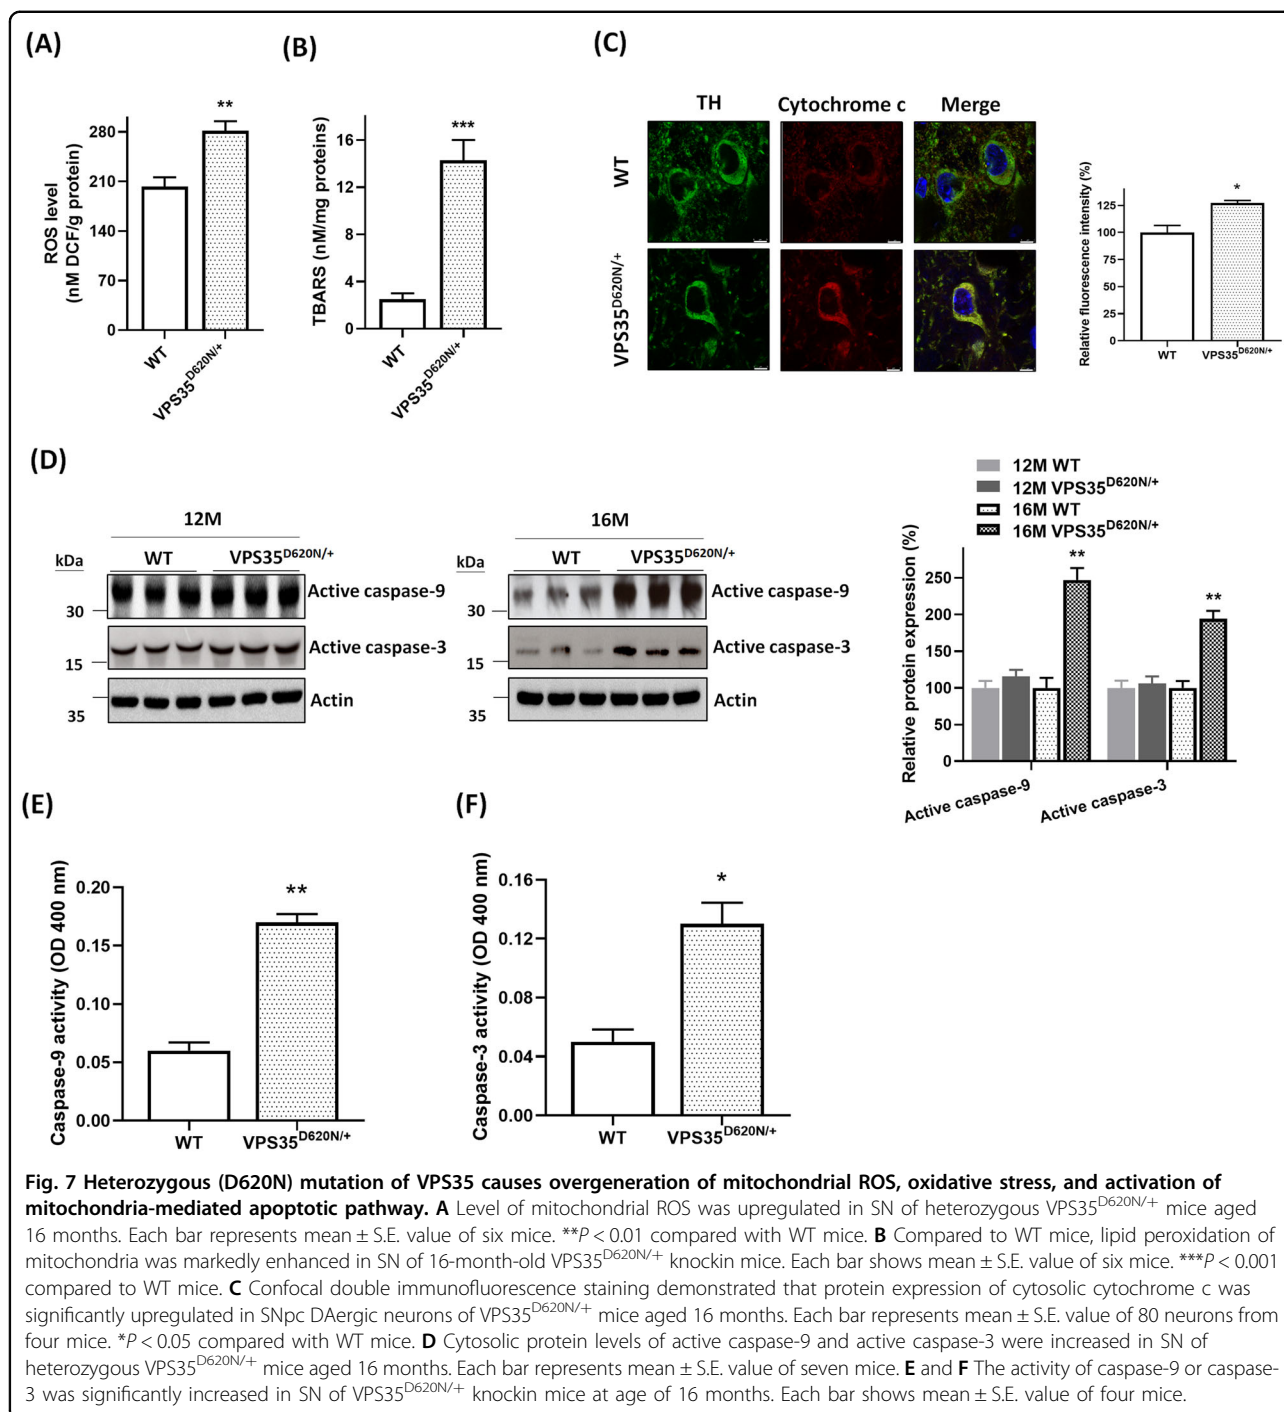 (A)
ROS level
(nM DCF/g protein)
280
210
140
70
0
**
WT
VPS35D620N/+
(B)
TBARS (nM/mg proteins)
16
12
8
4
0
***
WT
VPS35D620N/+
(C)
TH
Cytochrome c
Merge
WT
VPS35D620N/+
Relative fluorescence intensity (%)
125
100
75
50
25
0
*
WT
VPS35D620N/+
(D)
12M
kDa
WT
VPS35D620N/+
Active caspase-9
30
Active caspase-3
15
Actin
35
16M
kDa
WT
VPS35D620N/+
Active caspase-9
30
Active caspase-3
15
Actin
35
12M WT
12M VPS35D620N/+
16M WT
16M VPS35D620N/+
Relative protein expression (%)
250
200
150
100
50
0
**
**
Active caspase-9
Active caspase-3
(E)
Caspase-9 activity (OD 400 nm)
0.20
0.15
0.10
0.05
0.00
**
WT
VPS35D620N/+
(F)
Caspase-3 activity (OD 400 nm)
0.16
0.12
0.08
0.04
0.00
*
WT
VPS35D620N/+
Fig. 7 Heterozygous (D620N) mutation of VPS35 causes overgeneration of mitochondrial ROS, oxidative stress, and activation of
mitochondria-mediated apoptotic pathway. A Level of mitochondrial ROS was upregulated in SN of heterozygous VPS35D620N/+ mice aged
16 months. Each bar represents mean ± S.E. value of six mice. **P < 0.01 compared with WT mice. B Compared to WT mice, lipid peroxidation of
mitochondria was markedly enhanced in SN of 16-month-old VPS35D620N/+ knockin mice. Each bar shows mean ± S.E. value of six mice. ***P < 0.001
compared to WT mice. C Confocal double immunofluorescence staining demonstrated that protein expression of cytosolic cytochrome c was
significantly upregulated in SNpc DAergic neurons of VPS35D620N/+ mice aged 16 months. Each bar represents mean ± S.E. value of 80 neurons from
four mice. *P < 0.05 compared with WT mice. D Cytosolic protein levels of active caspase-9 and active caspase-3 were increased in SN of
heterozygous VPS35D620N/+ mice aged 16 months. Each bar represents mean ± S.E. value of seven mice. E and F The activity of caspase-9 or caspase-
3 was significantly increased in SN of VPS35D620N/+ knockin mice at age of 16 months. Each bar shows mean ± S.E. value of four mice.